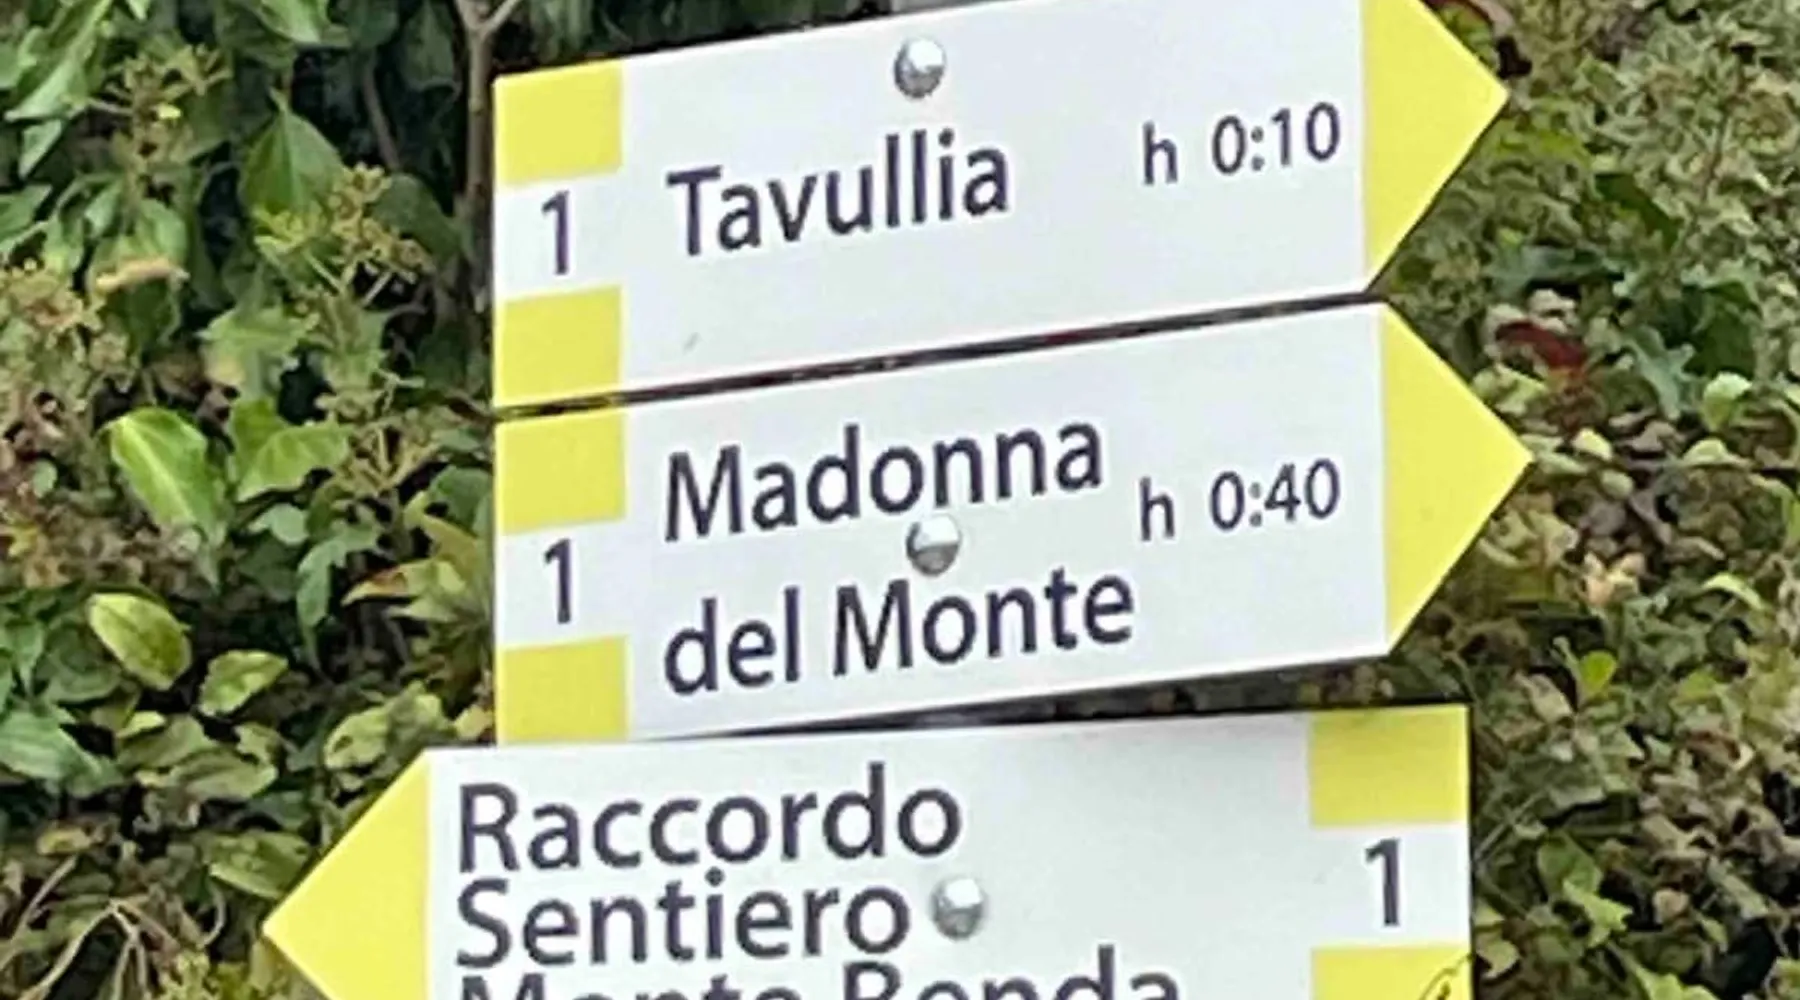 1 Tavullia h 0:10
1 Madonna h 0:40
del Monte
Raccordo
Sentiero 1